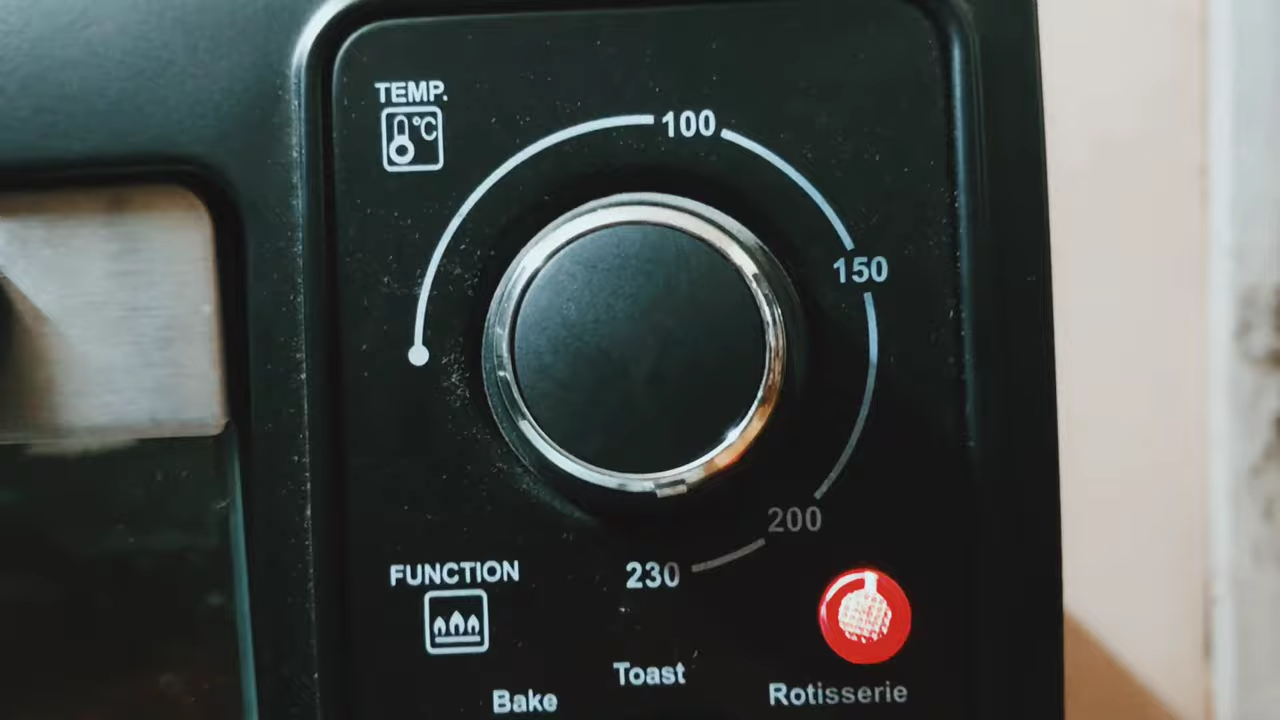 TEMP.
°C
100
150
200
230
FUNCTION
Toast
Bake
Rotisserie